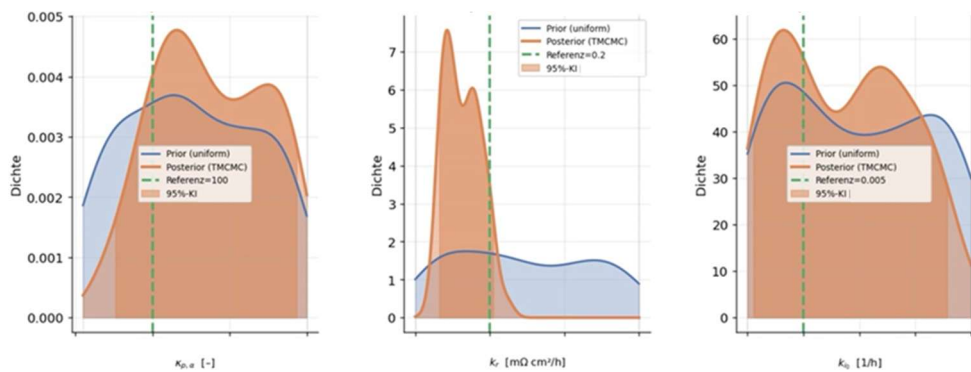 0.005
0.004
0.003
0.002
0.001
0.000
Dichte
Prior (uniform)
Posterior (TMCMC)
Referenz=100
95%-KI
κp,α [–]
7
6
5
4
3
2
1
0
Dichte
Prior (uniform)
Posterior (TMCMC)
Referenz=0.2
95%-KI
kr [mΩ cm²/h]
60
50
40
30
20
10
0
Dichte
Prior (uniform)
Posterior (TMCMC)
Referenz=0.005
95%-KI
[1/h]